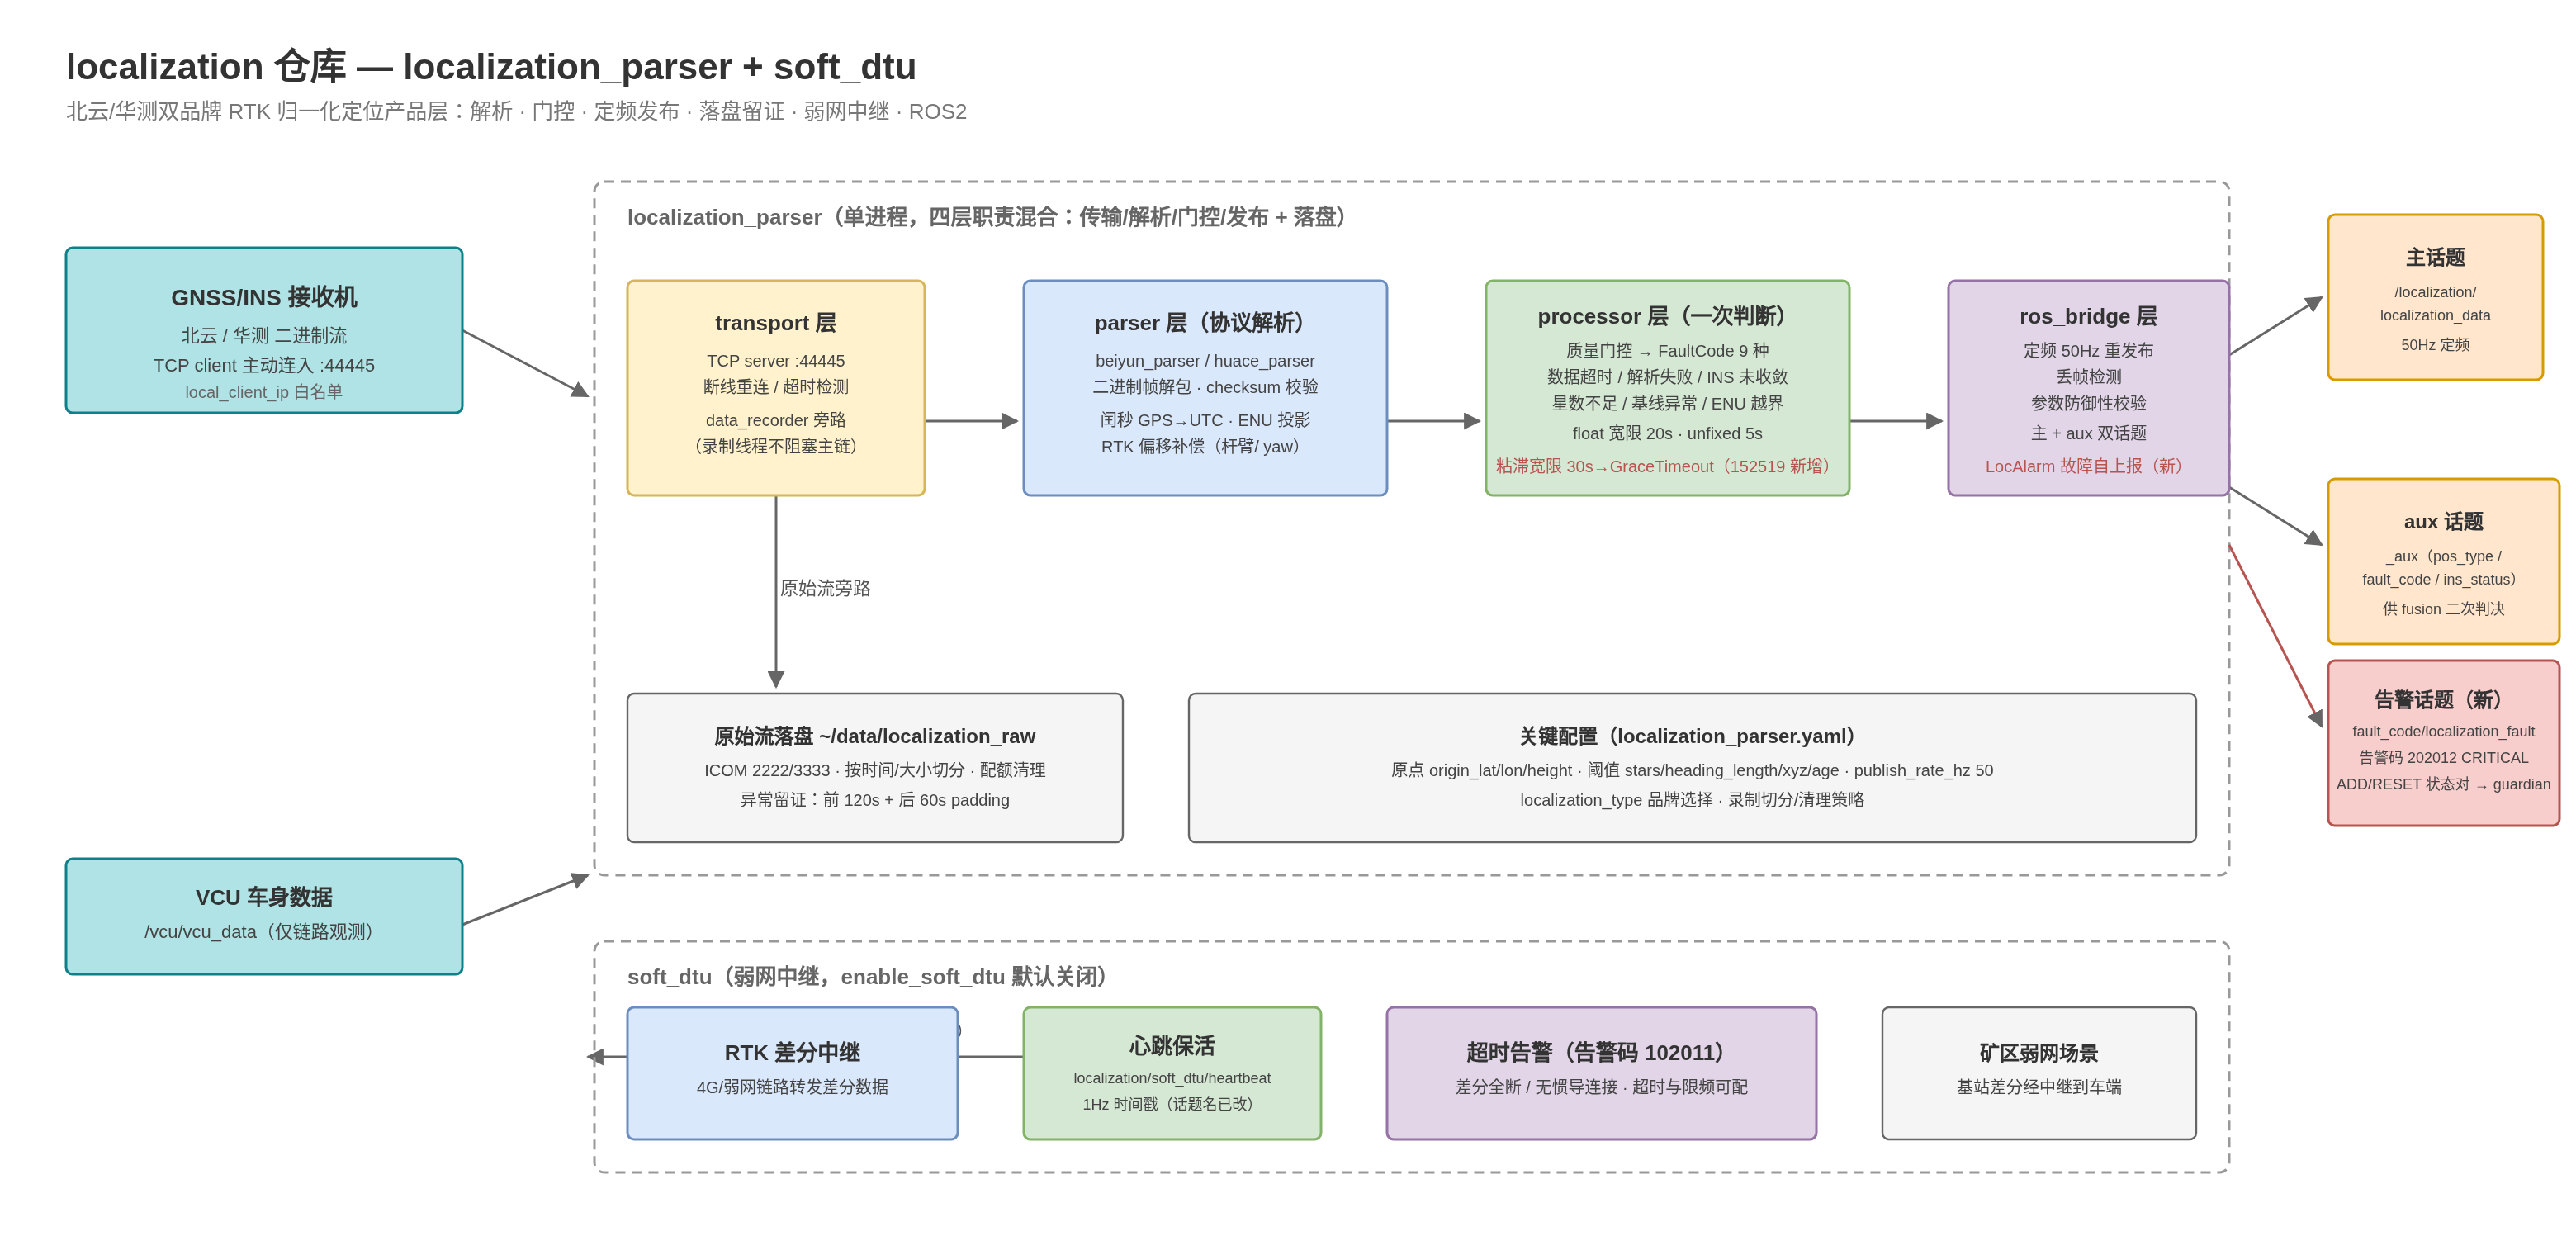 localization 仓库 — localization_parser + soft_dtu
北云/华测双品牌 RTK 归一化定位产品层：解析 · 门控 · 定频发布 · 落盘留证 · 弱网中继 · ROS2
GNSS/INS 接收机
北云 / 华测 二进制流
TCP client 主动连入 :44445
local_client_ip 白名单
localization_parser（单进程，四层职责混合：传输/解析/门控/发布 + 落盘）
transport 层
TCP server :44445
断线重连 / 超时检测
data_recorder 旁路
（录制线程不阻塞主链）
parser 层（协议解析）
beiyun_parser / huace_parser
二进制帧解包 · checksum 校验
闰秒 GPS→UTC · ENU 投影
RTK 偏移补偿（杆臂/ yaw）
processor 层（一次判断）
质量门控 → FaultCode 9 种
数据超时 / 解析失败 / INS 未收敛
星数不足 / 基线异常 / ENU 越界
float 宽限 20s · unfixed 5s
粘滞宽限 30s→GraceTimeout（152519 新增）
ros_bridge 层
定频 50Hz 重发布
丢帧检测
参数防御性校验
主 + aux 双话题
LocAlarm 故障自上报（新）
主话题
/localization/
localization_data
50Hz 定频
aux 话题
_aux（pos_type /
fault_code / ins_status）
供 fusion 二次判决
告警话题（新）
fault_code/localization_fault
告警码 202012 CRITICAL
ADD/RESET 状态对 → guardian
原始流旁路
原始流落盘 ~/data/localization_raw
ICOM 2222/3333 · 按时间/大小切分 · 配额清理
异常留证：前 120s + 后 60s padding
关键配置（localization_parser.yaml）
原点 origin_lat/lon/height · 阈值 stars/heading_length/xyz/age · publish_rate_hz 50
localization_type 品牌选择 · 录制切分/清理策略
VCU 车身数据
/vcu/vcu_data（仅链路观测）
soft_dtu（弱网中继，enable_soft_dtu 默认关闭）
RTK 差分中继
4G/弱网链路转发差分数据
）
心跳保活
localization/soft_dtu/heartbeat
1Hz 时间戳（话题名已改）
超时告警（告警码 102011）
差分全断 / 无惯导连接 · 超时与限频可配
矿区弱网场景
基站差分经中继到车端